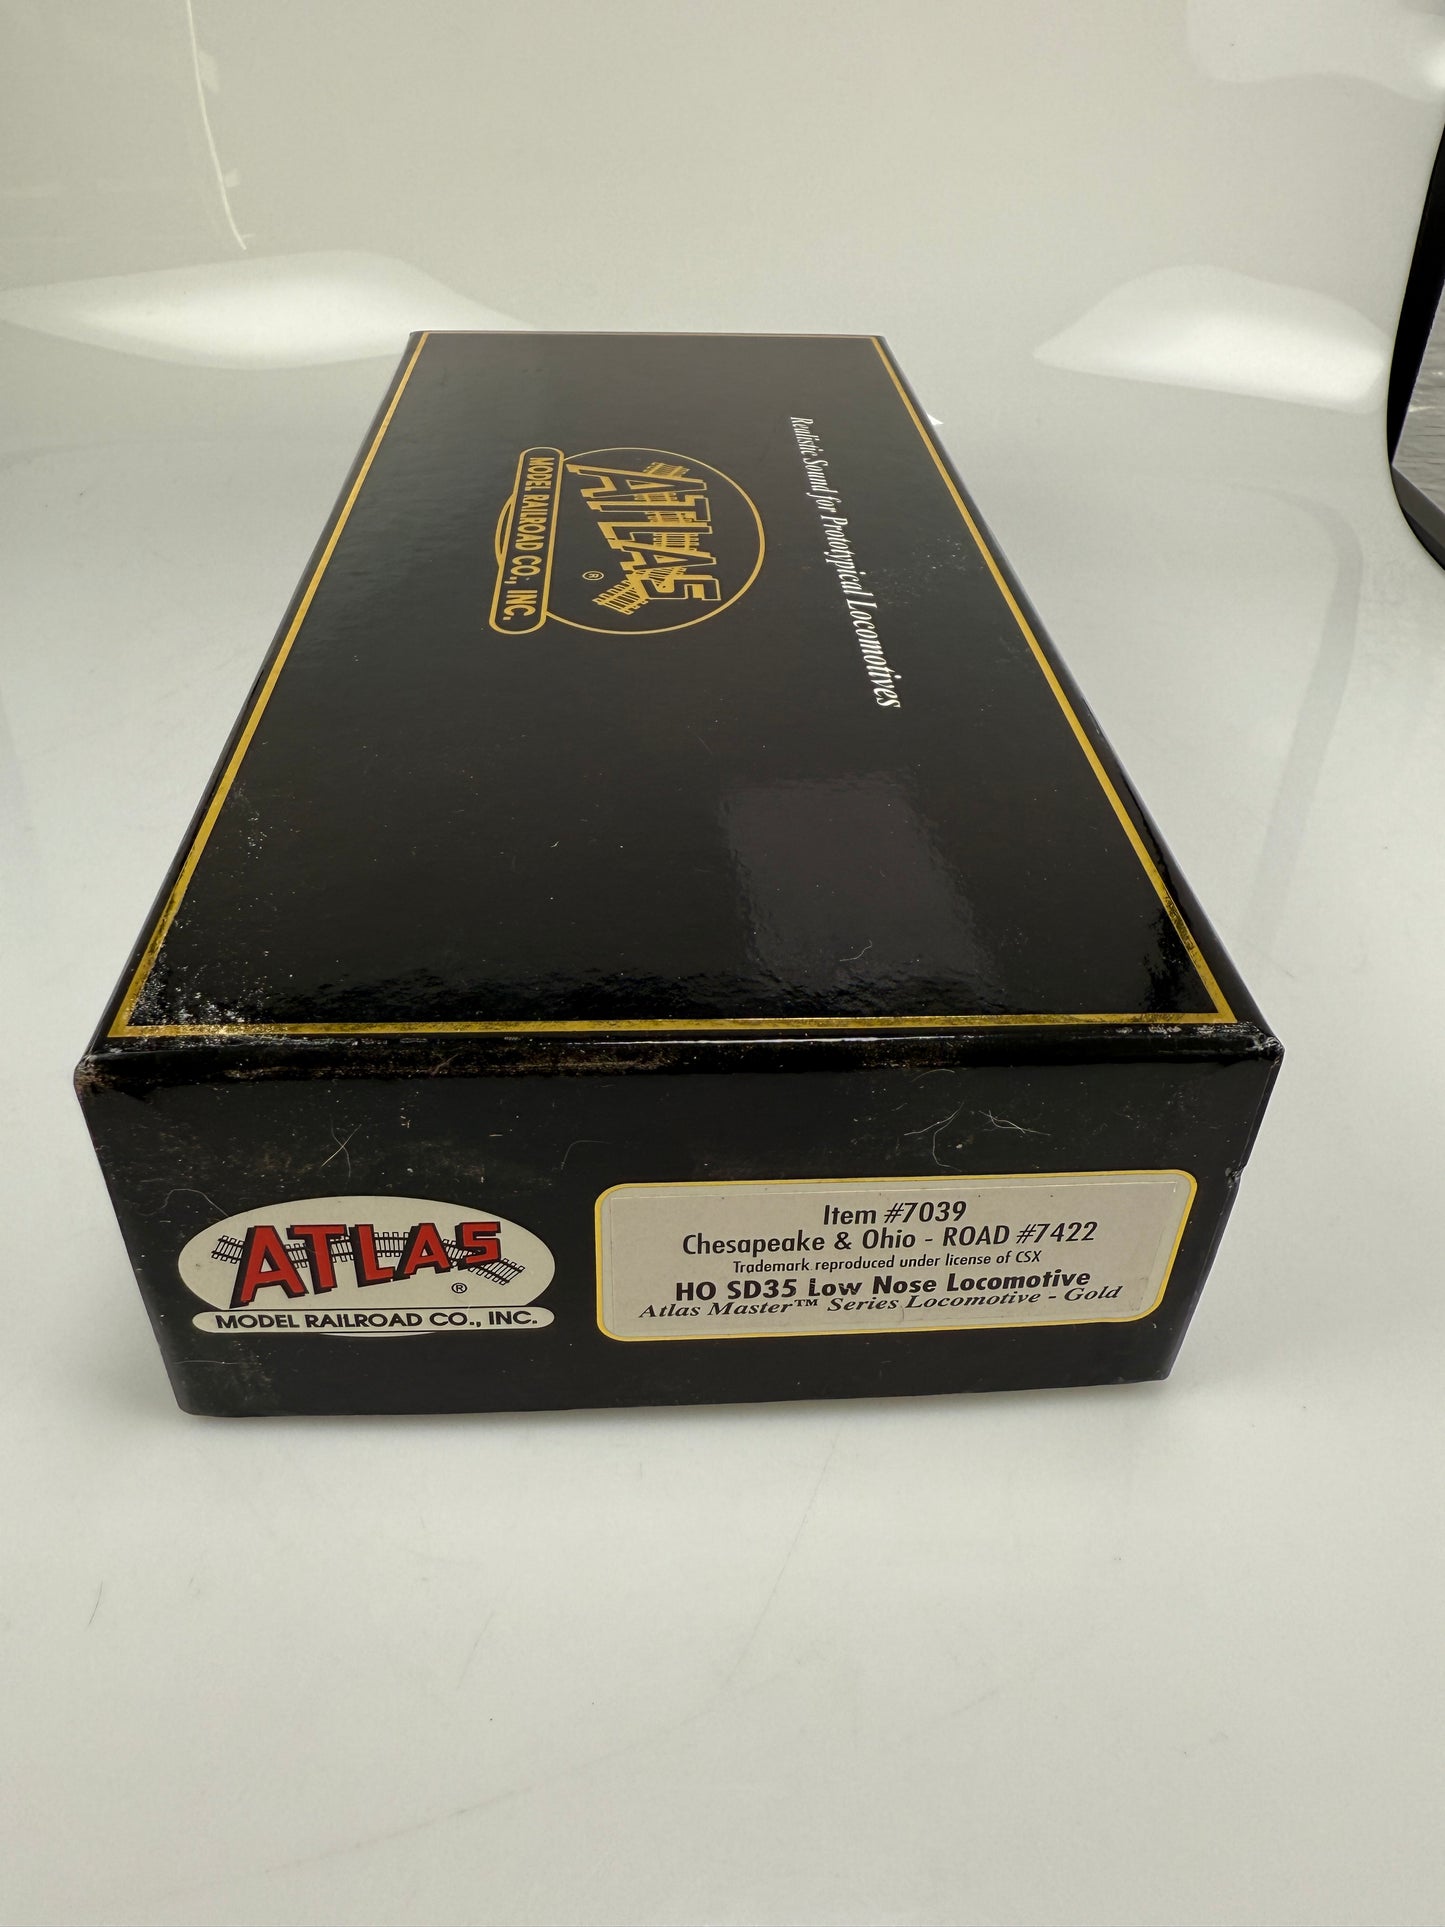 Realistic Sound for Prototypical Locomotives
ATLAS ®
MODEL RAILROAD CO., INC.
ATLAS ®
MODEL RAILROAD CO., INC.
Item #7039
Chesapeake & Ohio - ROAD #7422
Trademark reproduced under license of CSX
HO SD35 Low Nose Locomotive
Atlas Master™ Series Locomotive - Gold